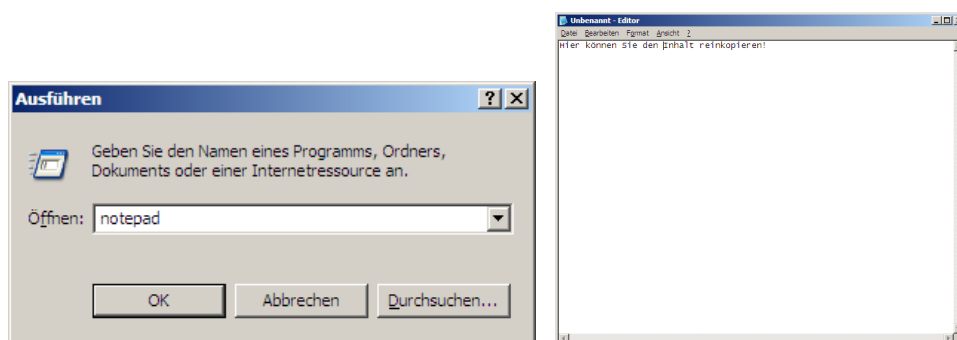 Ausführen
Geben Sie den Namen eines Programms, Ordners,
Dokuments oder einer Internetressource an.
Öffnen: notepad
OK Abbrechen Durchsuchen...
Unbenannt - Editor
Datei Bearbeiten Format Ansicht ?
Hier können Sie den Inhalt reinkopieren!